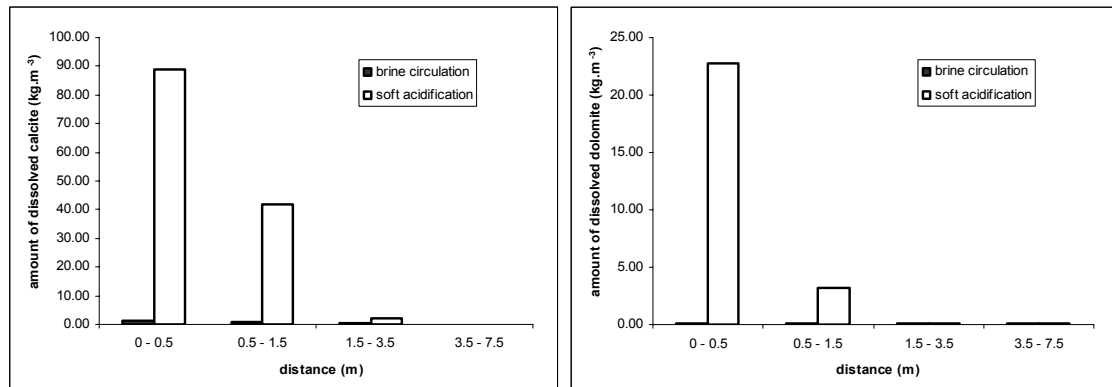 amount of dissolved calcite (kg.m⁻³)
100.00
90.00
80.00
70.00
60.00
50.00
40.00
30.00
20.00
10.00
0.00
brine circulation
soft acidification
0 - 0.5
0.5 - 1.5
1.5 - 3.5
3.5 - 7.5
distance (m)
amount of dissolved dolomite (kg.m⁻³)
25.00
20.00
15.00
10.00
5.00
0.00
brine circulation
soft acidification
0 - 0.5
0.5 - 1.5
1.5 - 3.5
3.5 - 7.5
distance (m)